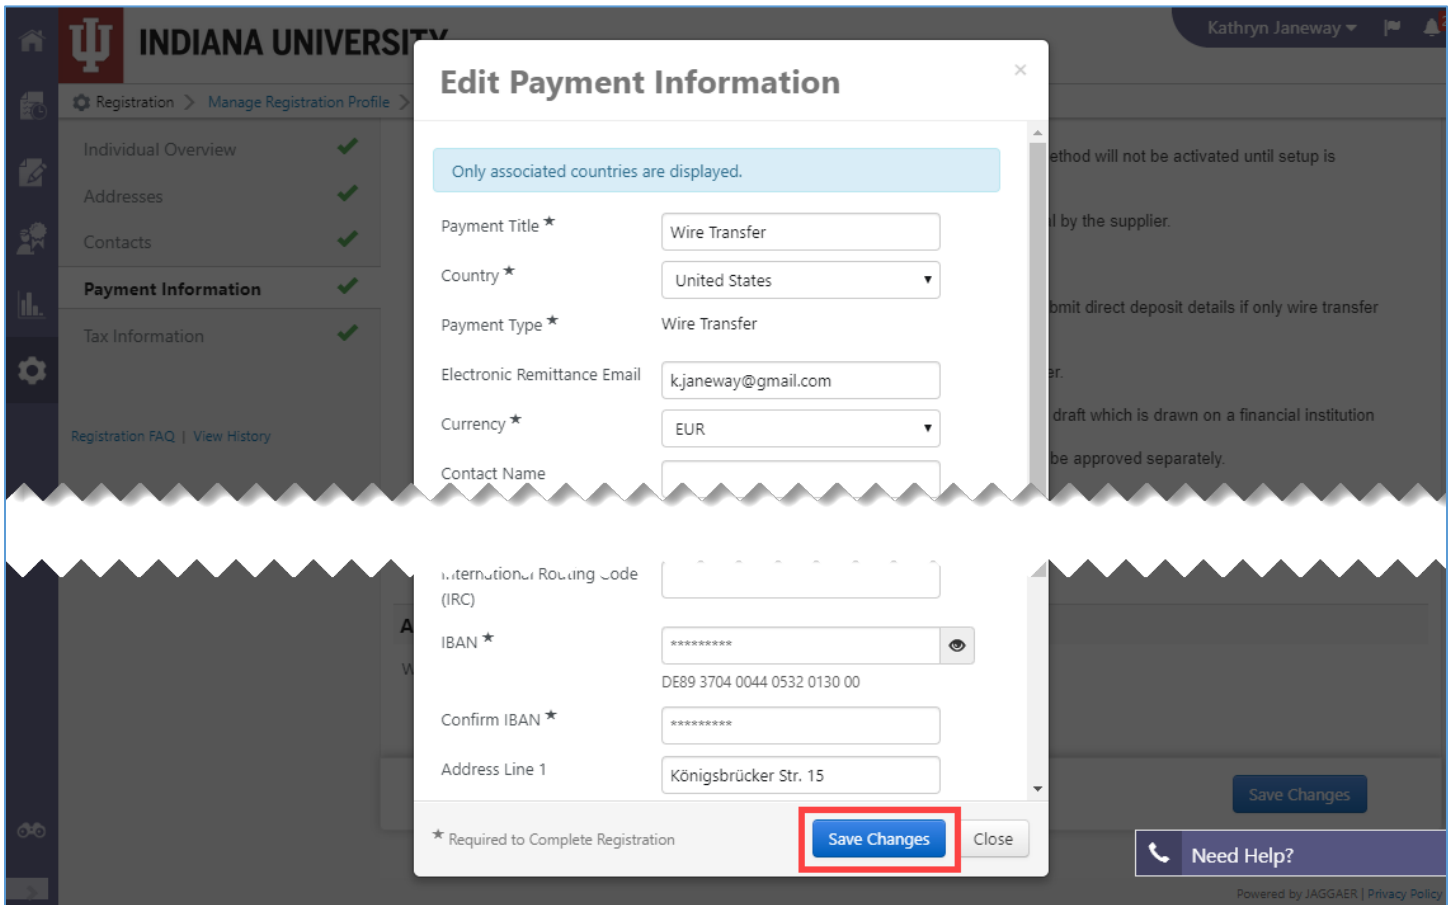 INDIANA UNIVERSITY
Kathryn Janeway
Registration > Manage Registration Profile >
Individual Overview
Addresses
Contacts
Payment Information
Tax Information
Registration FAQ | View History
Edit Payment Information
×
Only associated countries are displayed.
Payment Title ★ Wire Transfer
Country ★ United States
Payment Type ★ Wire Transfer
Electronic Remittance Email k.janeway@gmail.com
Currency ★ EUR
Contact Name
International Routing Code
(IRC)
IBAN ★ *********
DE89 3704 0044 0532 0130 00
Confirm IBAN ★ *********
Address Line 1 Königsbrücker Str. 15
★ Required to Complete Registration
Save Changes Close
ethod will not be activated until setup is
l by the supplier.
bmit direct deposit details if only wire transfer
er.
draft which is drawn on a financial institution
be approved separately.
A
W
Save Changes
Need Help?
Powered by JAGGAER | Privacy Policy